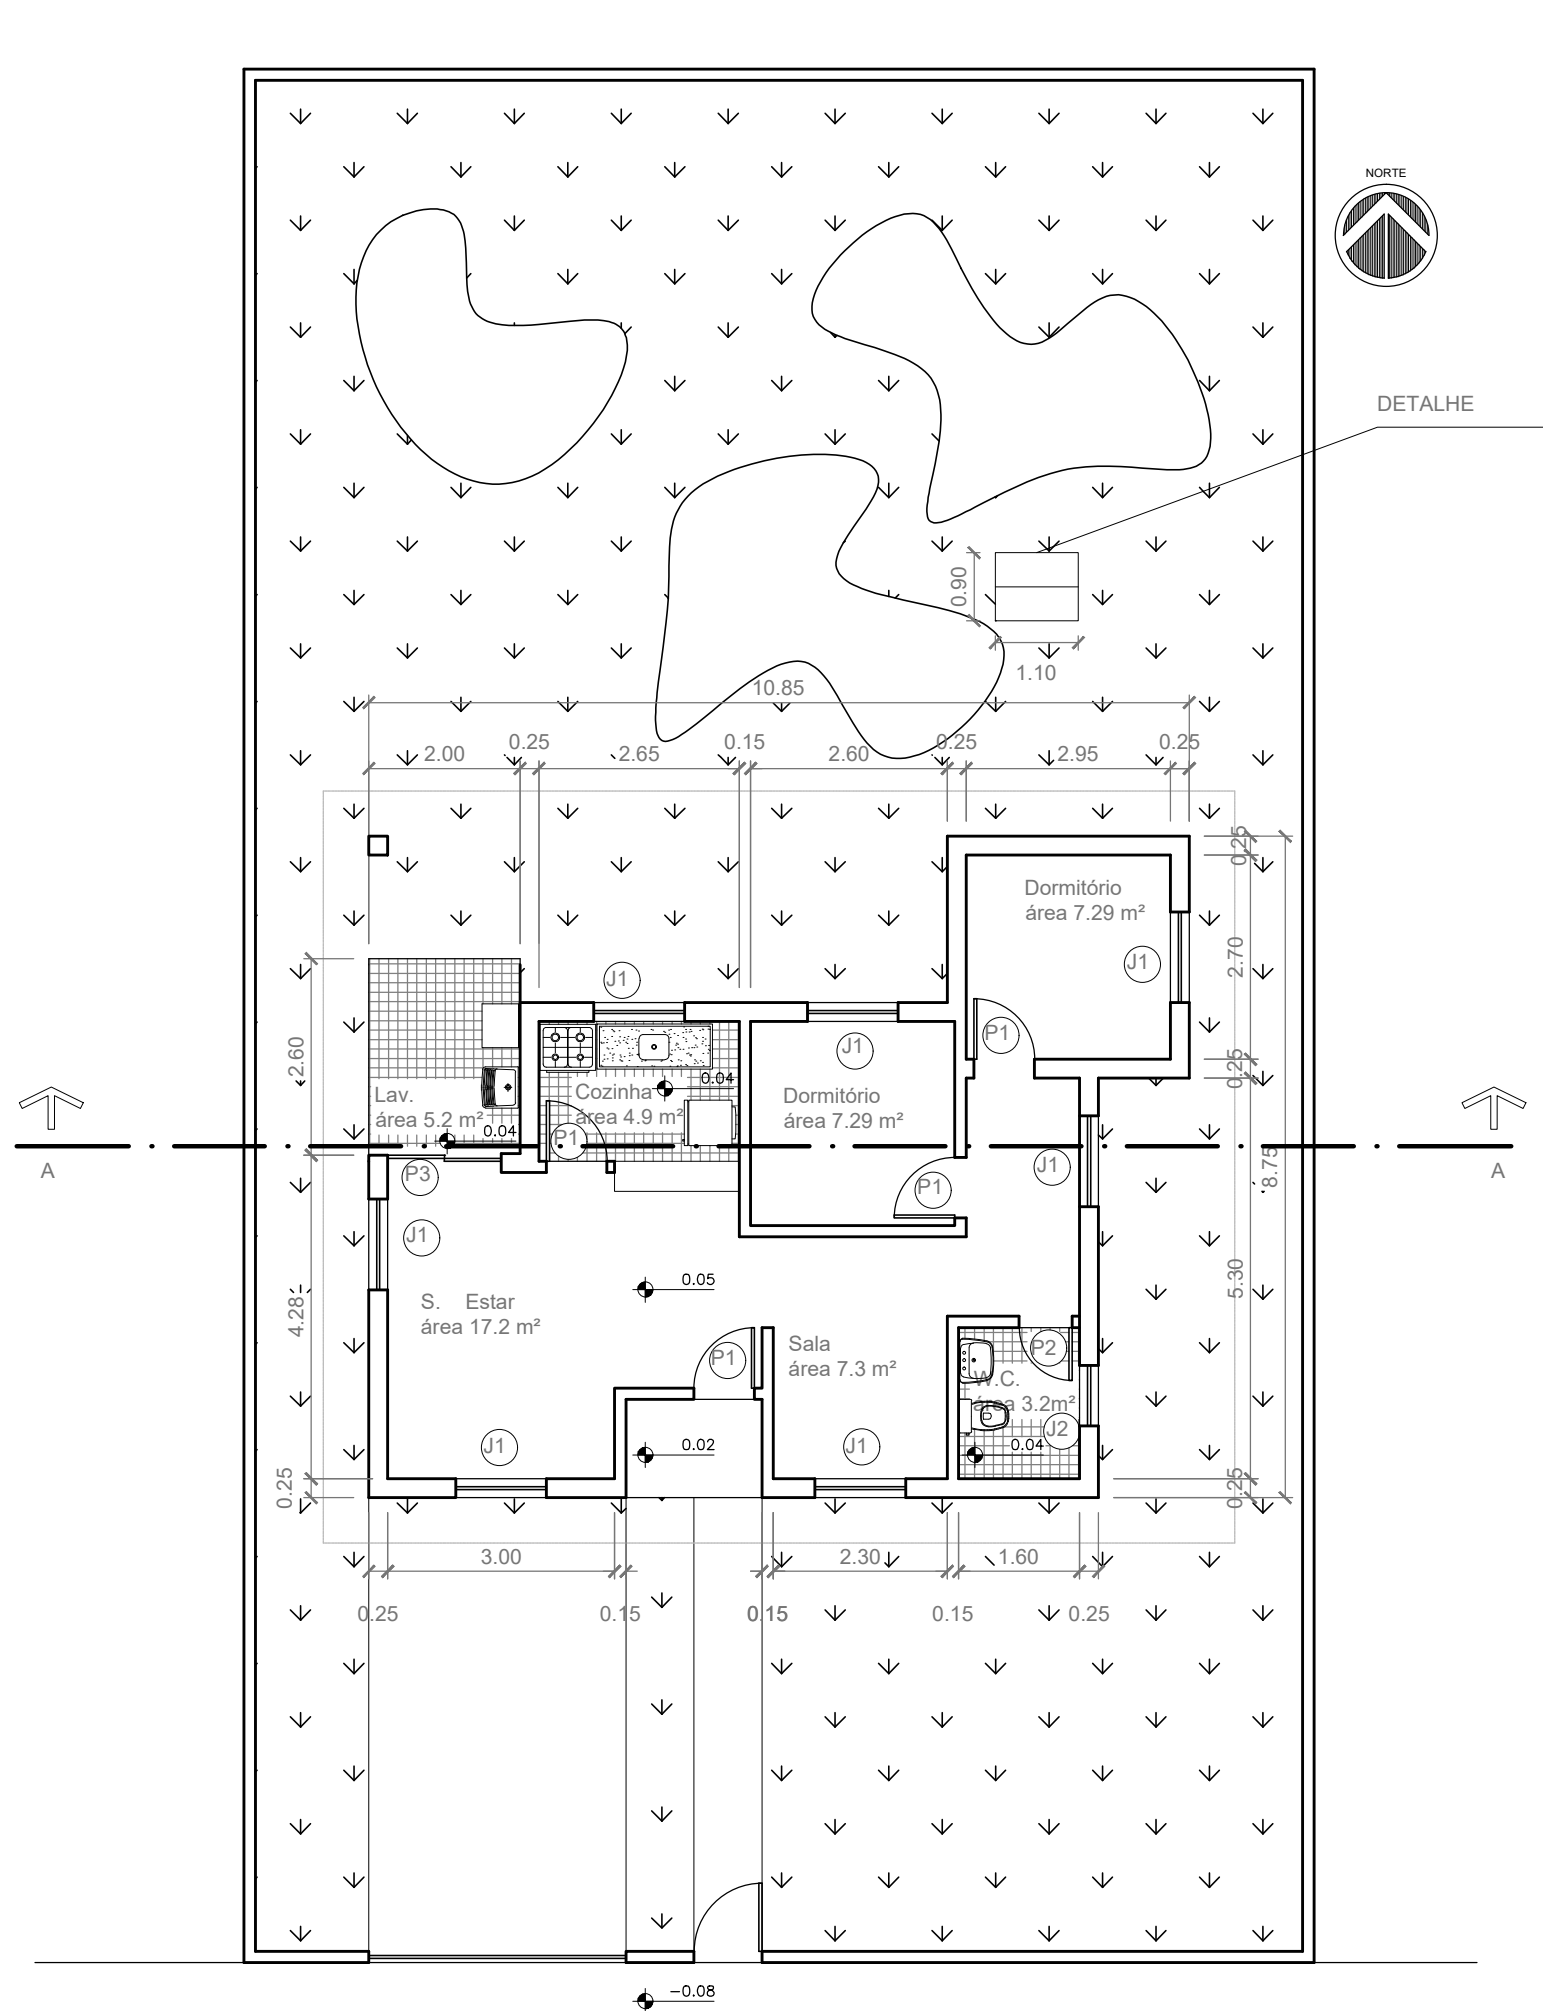 NORTE
DETALHE
0.90
1.10
10.85
0.25
0.15
0.25
0.25
2.00
2.65
2.60
2.95
0.25
Dormitório
área 7.29 m²
J1
2.70
J1
P1
J1
2.60
0.25
0.04
Cozinha
Lav.
Dormitório
área 4.9 m²
área 5.2 m²
área 7.29 m²
0.04
P1
A
P3
J1
8.75
A
P1
J1
0.05
5.30
S. Estar
área 17.2 m²
4.28
Sala
área 7.3 m²
P1
P2
W.C.
área 3.2m²
J2
J1
0.02
J1
0.04
0.25
0.25
3.00
2.30
1.60
0.25
0.15
0.15
0.15
0.25
-0.08